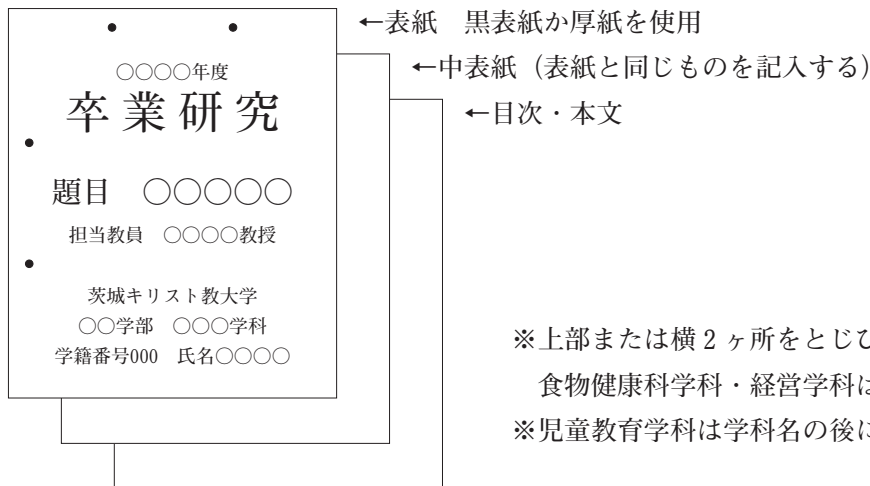 ←表紙　黒表紙か厚紙を使用
←中表紙（表紙と同じものを記入する）
←目次・本文
○○○○年度
卒業研究
題目　○○○○○
担当教員　○○○○教授
茨城キリスト教大学
○○学部　○○○学科
学籍番号000　氏名○○○○
※上部または横2ヶ所をとじひ
食物健康科学科・経営学科は
※児童教育学科は学科名の後に